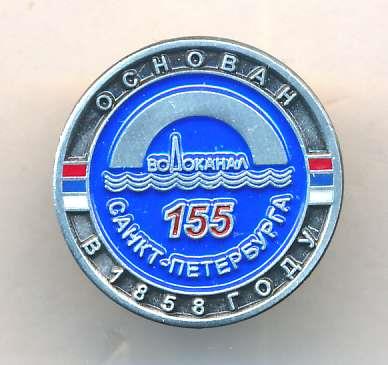 ОСНОВАН
ВОДОКАНАЛ
155
САНКТ-ПЕТЕРБУРГА
В 1858 ГОДУ